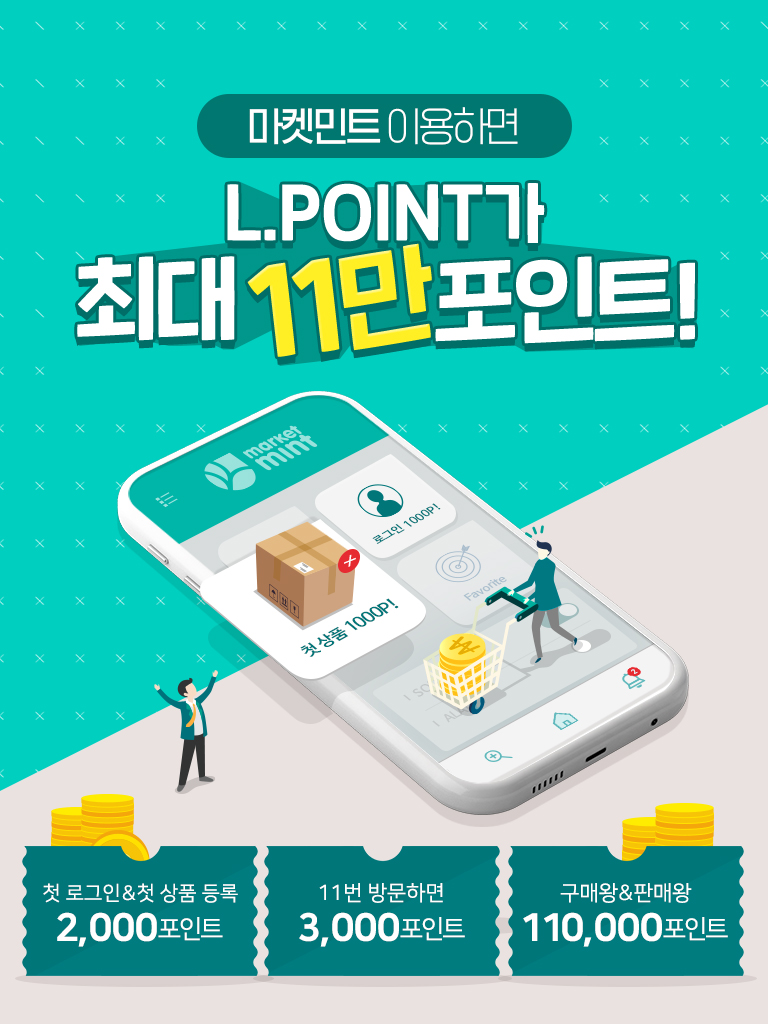 마켓민트 이용하면
L.POINT가
최대 11만 포인트!
market
mint
로그인 1000P!
첫 상품 1000P!
Favorite
2
첫 로그인&첫 상품 등록
2,000포인트
11번 방문하면
3,000포인트
구매왕&판매왕
110,000포인트